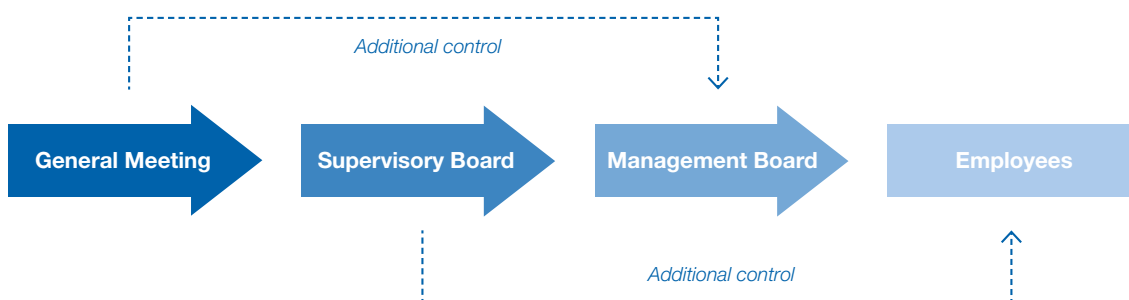 Additional control
General Meeting
Supervisory Board
Management Board
Employees
Additional control